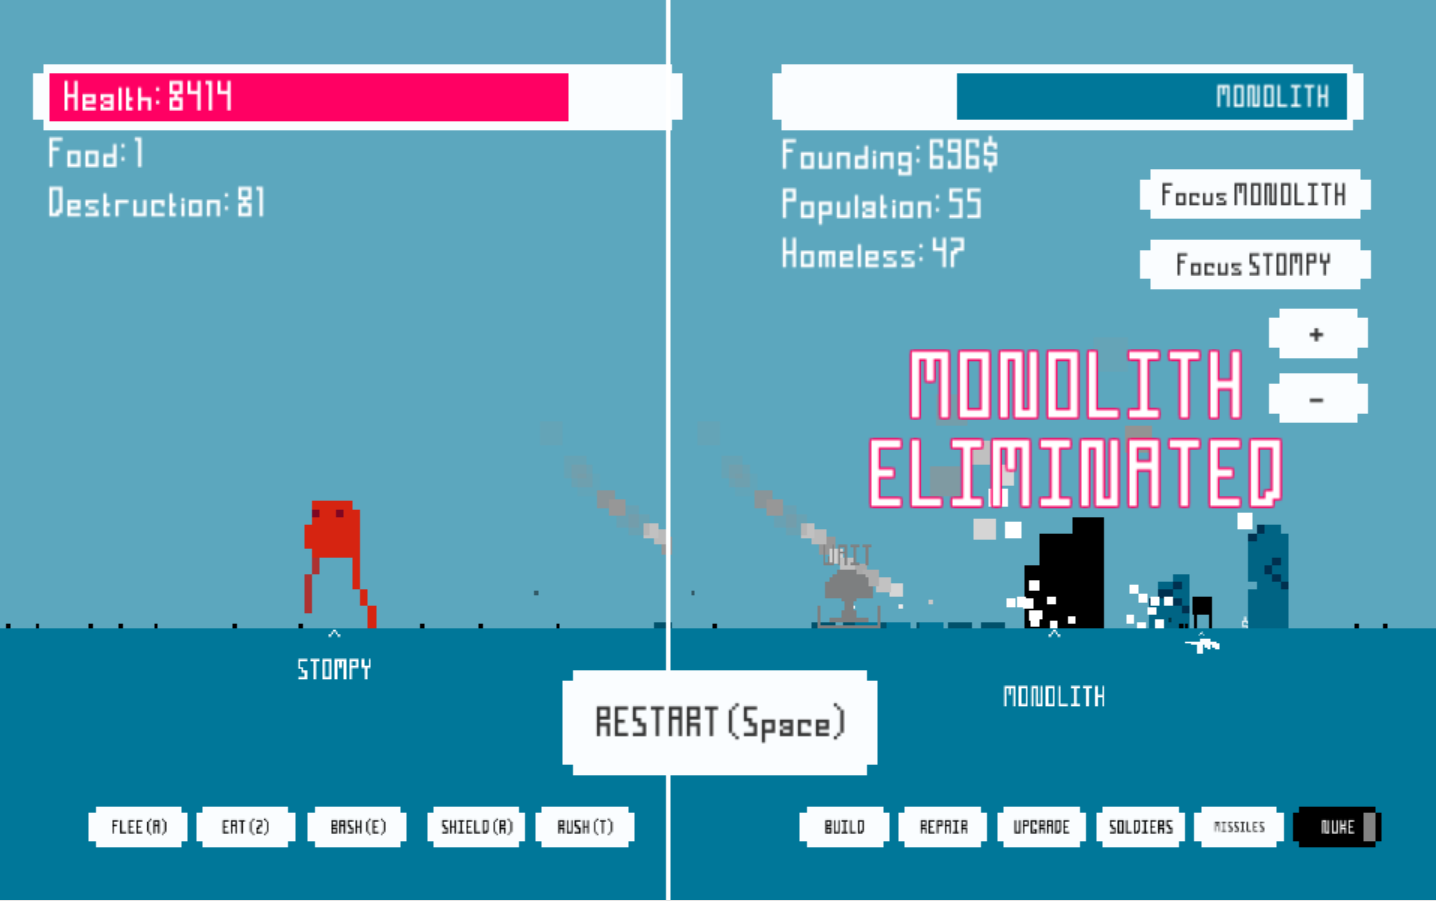 Health: 8414
Food: 1
Destruction: 81
MONOLITH
Founding: 696$
Population: 55
Homeless: 47
Focus MONOLITH
Focus STOMPY
+
-
MONOLITH
ELIMINATED
WAIT
$
STOMPY
MONOLITH
RESTART (Space)
FLEE (A)
EAT (Z)
BASH (E)
SHIELD (R)
RUSH (T)
BUILD
REPAIR
UPGRADE
SOLDIERS
MISSILES
NUKE